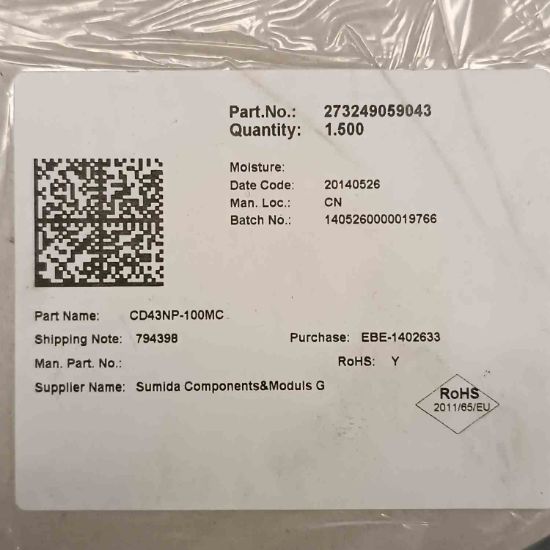 Part.No.: 273249059043
Quantity: 1.500
Moisture:
Date Code: 20140526
Man. Loc.: CN
Batch No.: 1405260000019766
Part Name: CD43NP-100MC
Shipping Note: 794398 Purchase: EBE-1402633
Man. Part. No.: RoHS: Y
Supplier Name: Sumida Components&Moduls G
RoHS
2011/65/EU